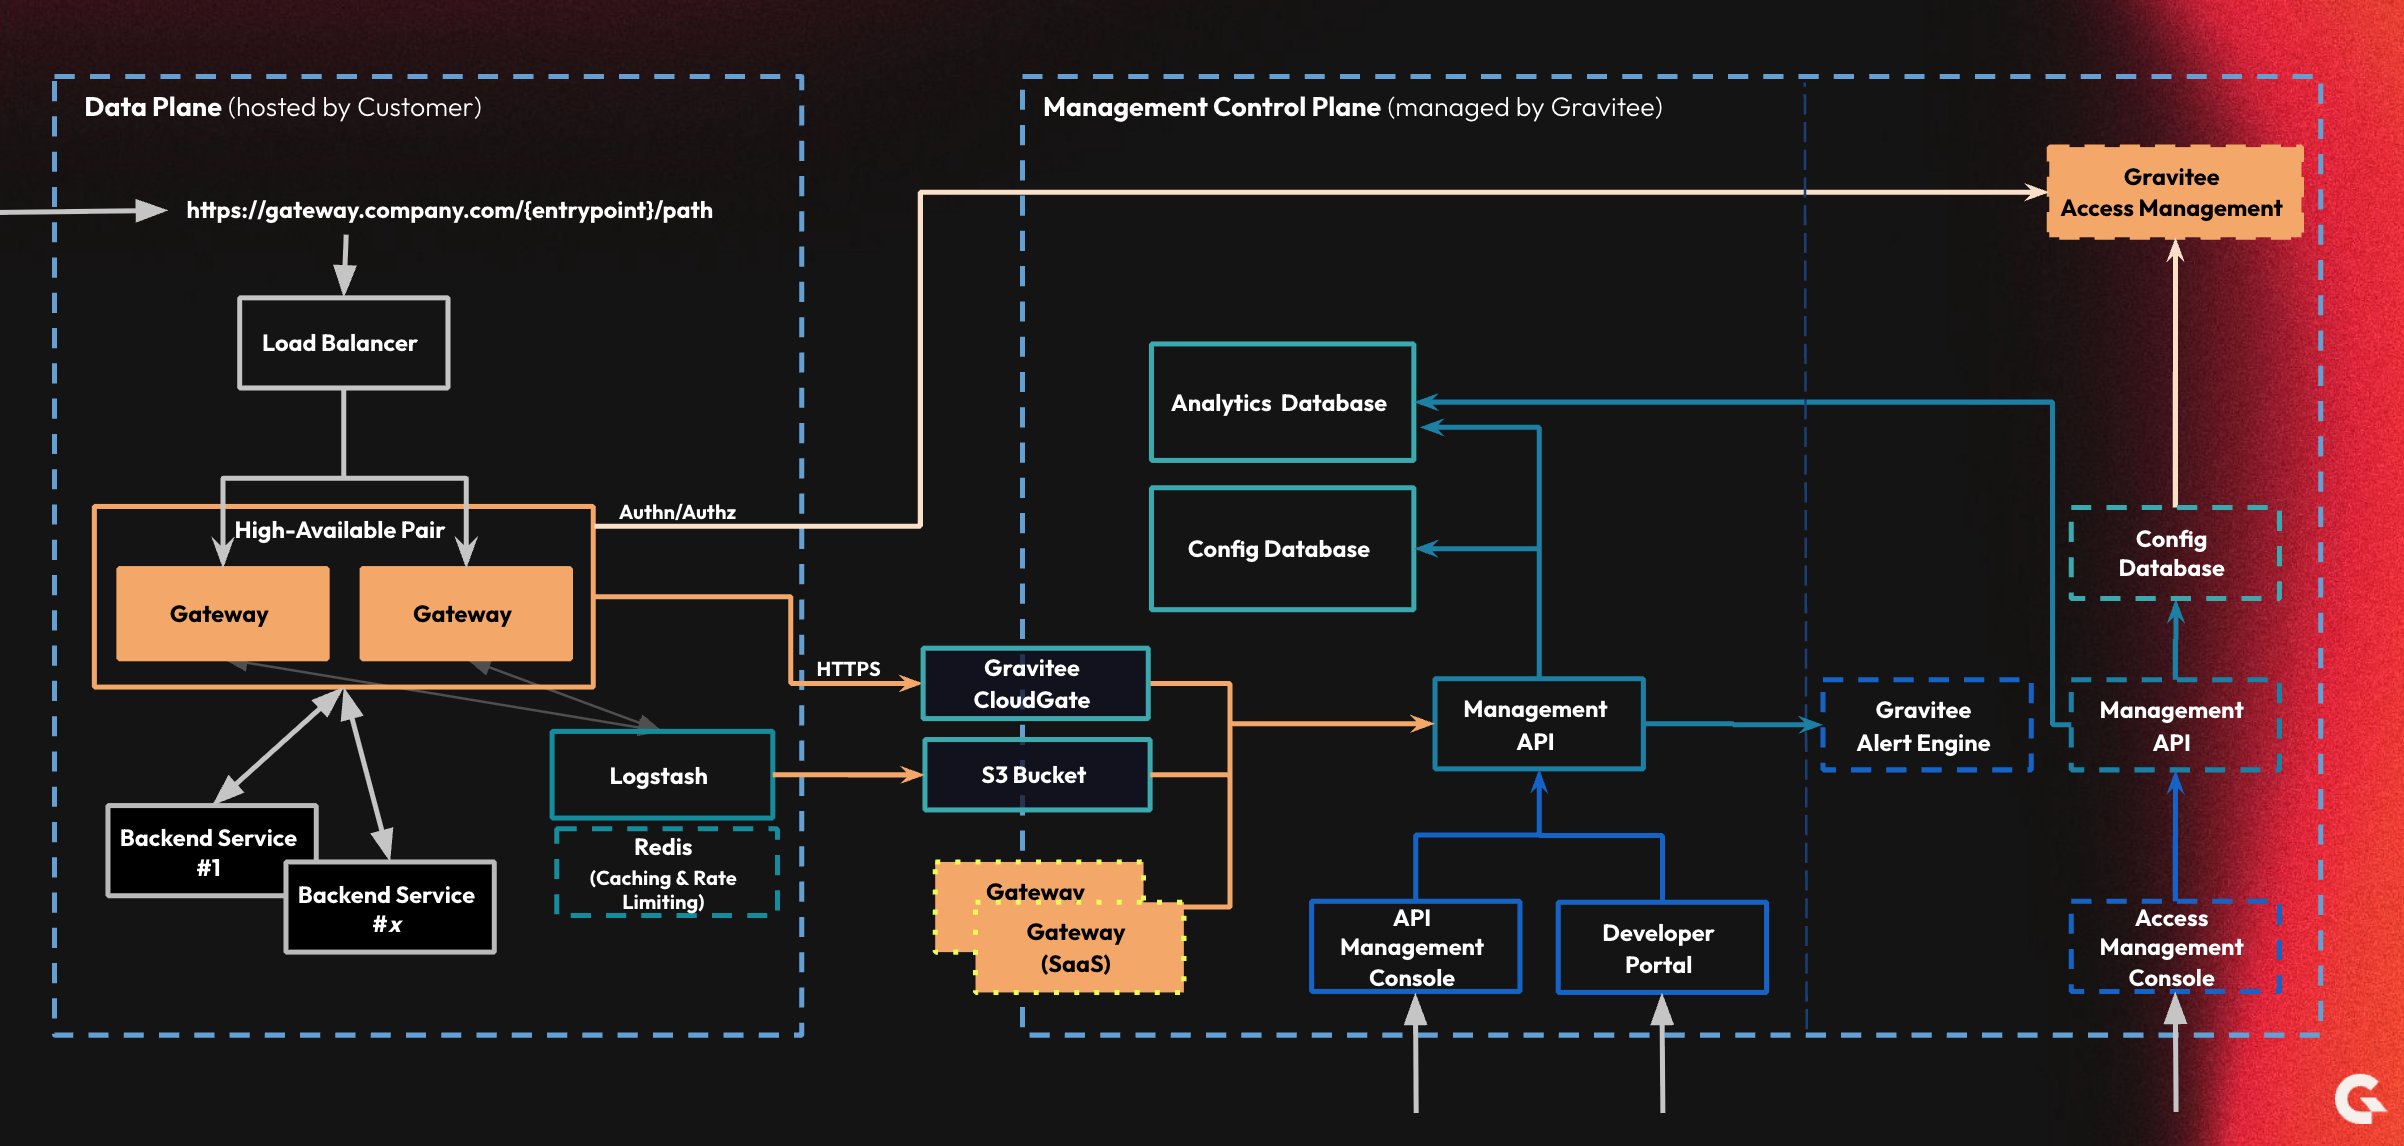 Data Plane (hosted by Customer)
https://gateway.company.com/{entrypoint}/path
Load Balancer
High-Available Pair
Gateway
Gateway
Authn/Authz
HTTPS
Backend Service
#1
Backend Service
#x
Logstash
Redis
(Caching & Rate
Limiting)
Management Control Plane (managed by Gravitee)
Gravitee
Access Management
Analytics Database
Config Database
Gravitee
CloudGate
S3 Bucket
Gateway
Gateway
(SaaS)
Management
API
API
Management
Console
Developer
Portal
Gravitee
Alert Engine
Config
Database
Management
API
Access
Management
Console